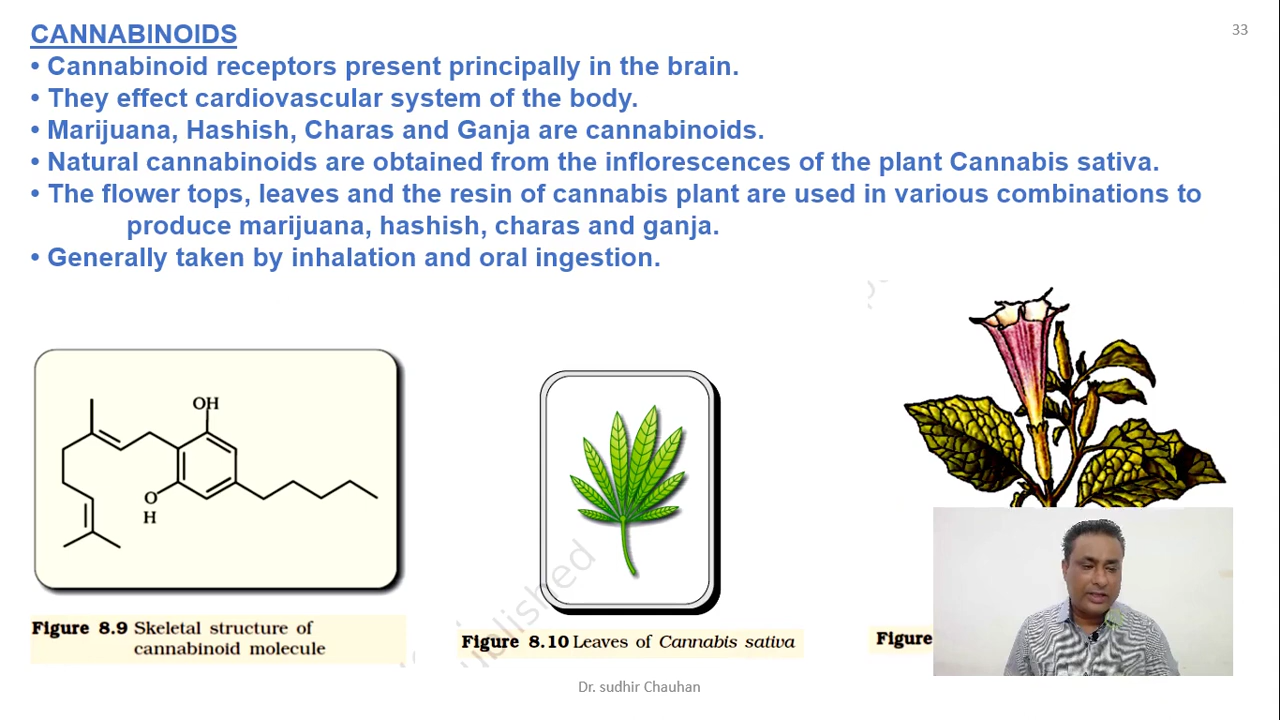 CANNABINOIDS
33
• Cannabinoid receptors present principally in the brain.
• They effect cardiovascular system of the body.
• Marijuana, Hashish, Charas and Ganja are cannabinoids.
• Natural cannabinoids are obtained from the inflorescences of the plant Cannabis sativa.
• The flower tops, leaves and the resin of cannabis plant are used in various combinations to
produce marijuana, hashish, charas and ganja.
• Generally taken by inhalation and oral ingestion.
OH
O
H
Figure 8.9 Skeletal structure of
cannabinoid molecule
Figure 8.10 Leaves of Cannabis sativa
Figure
Dr. sudhir Chauhan